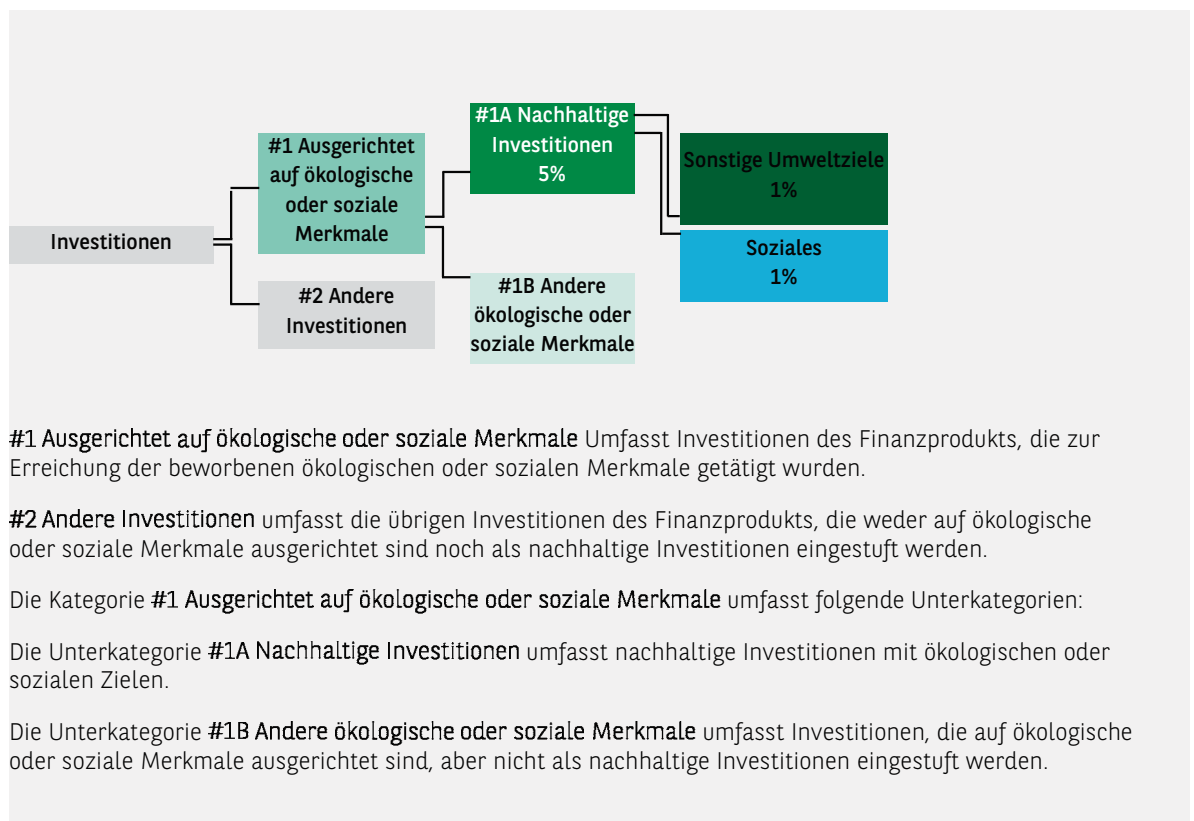 #1A Nachhaltige
Investitionen
5%
#1 Ausgerichtet
auf ökologische
oder soziale
Merkmale
Sonstige Umweltziele
1%
Investitionen
Soziales
1%
#2 Andere
Investitionen
#1B Andere
ökologische oder
soziale Merkmale
#1 Ausgerichtet auf ökologische oder soziale Merkmale Umfasst Investitionen des Finanzprodukts, die zur
Erreichung der beworbenen ökologischen oder sozialen Merkmale getätigt wurden.
#2 Andere Investitionen umfasst die übrigen Investitionen des Finanzprodukts, die weder auf ökologische
oder soziale Merkmale ausgerichtet sind noch als nachhaltige Investitionen eingestuft werden.
Die Kategorie #1 Ausgerichtet auf ökologische oder soziale Merkmale umfasst folgende Unterkategorien:
Die Unterkategorie #1A Nachhaltige Investitionen umfasst nachhaltige Investitionen mit ökologischen oder
sozialen Zielen.
Die Unterkategorie #1B Andere ökologische oder soziale Merkmale umfasst Investitionen, die auf ökologische
oder soziale Merkmale ausgerichtet sind, aber nicht als nachhaltige Investitionen eingestuft werden.